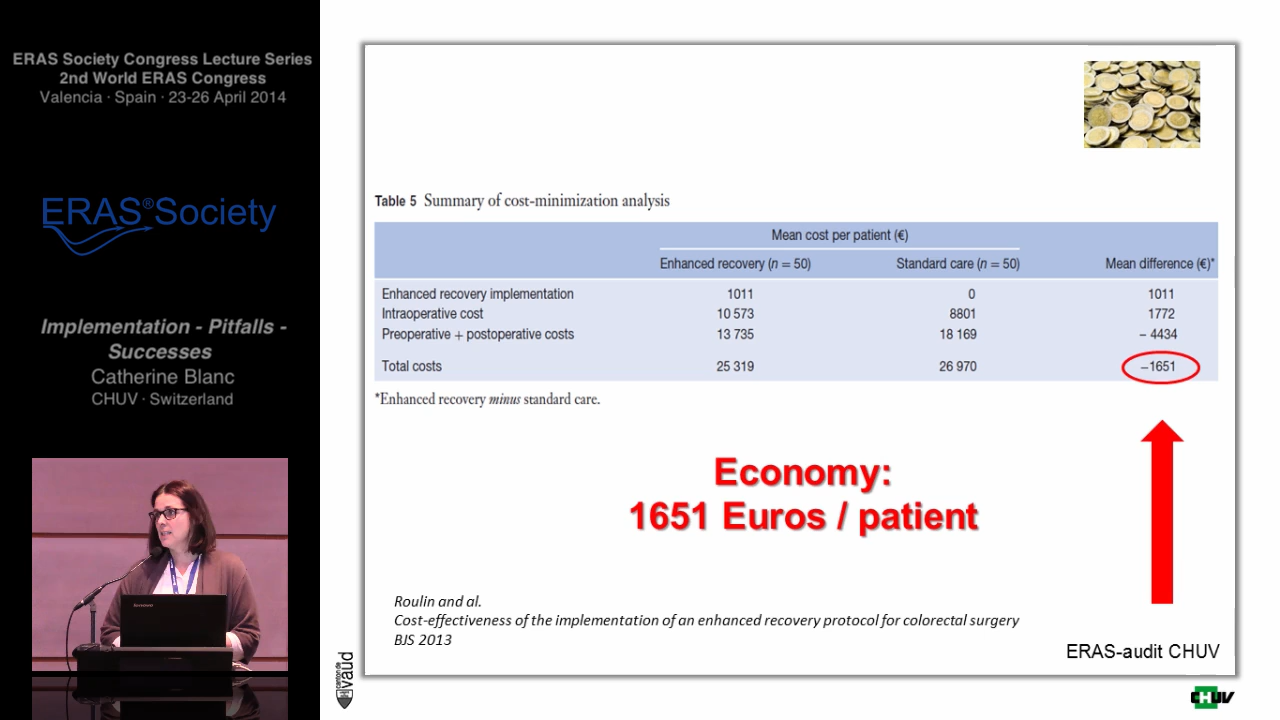 ERAS Society Congress Lecture Series
2nd World ERAS Congress
Valencia · Spain · 23-26 April 2014
ERAS®Society
Implementation - Pitfalls -
Successes
Catherine Blanc
CHUV · Switzerland
lenovo
Table 5 Summary of cost-minimization analysis
Mean cost per patient (€)
Enhanced recovery (n = 50) Standard care (n = 50) Mean difference (€)*
Enhanced recovery implementation 1011 0 1011
Intraoperative cost 10 573 8801 1772
Preoperative + postoperative costs 13 735 18 169 − 4434
Total costs 25 319 26 970 −1651
*Enhanced recovery minus standard care.
Economy:
1651 Euros / patient
Roulin and al.
Cost-effectiveness of the implementation of an enhanced recovery protocol for colorectal surgery
BJS 2013
ERAS-audit CHUV
canton de
vaud
CHUV